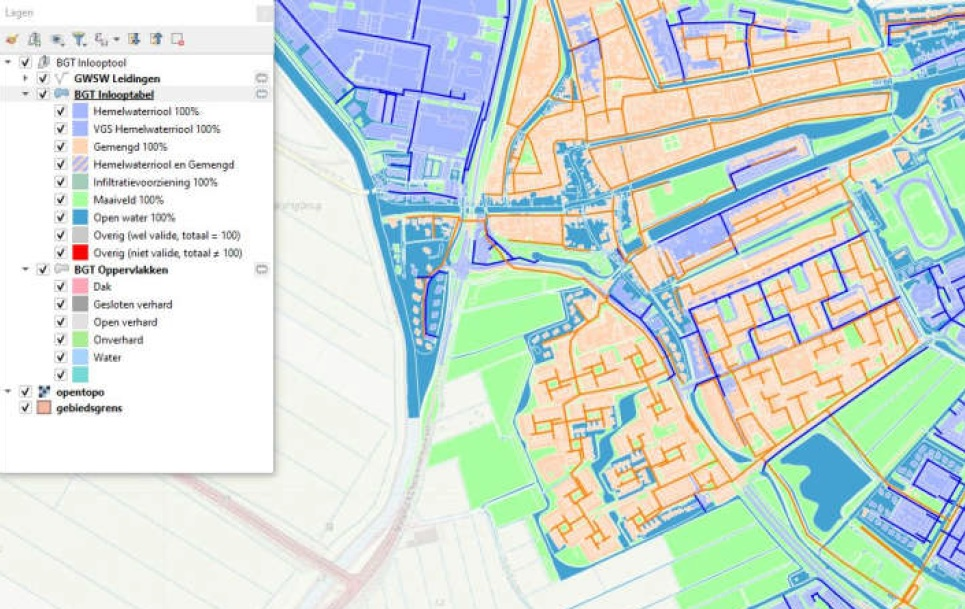 Lagen
BGT Inlooptool
GWSW Leidingen
BGT Inlooptabel
Hemelwaterriool 100%
VGS Hemelwaterriool 100%
Gemengd 100%
Hemelwaterriool en Gemengd
Infiltratievoorziening 100%
Maaiveld 100%
Open water 100%
Overig (wel valide, totaal = 100)
Overig (niet valide, totaal ≠ 100)
BGT Oppervlakken
Dak
Gesloten verhard
Open verhard
Onverhard
Water
opentopo
gebiedsgrens